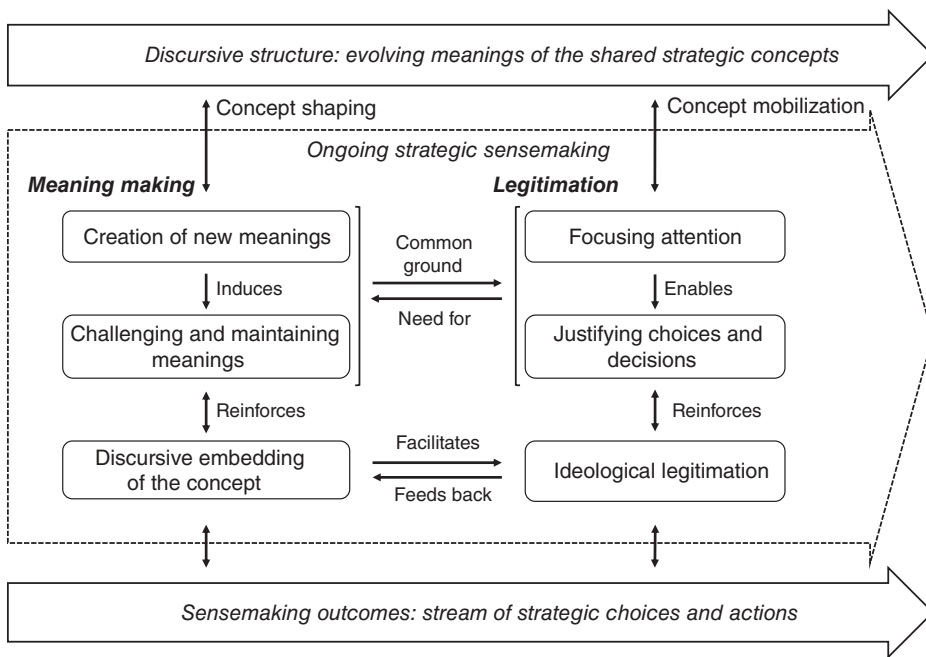 Discursive structure: evolving meanings of the shared strategic concepts
Concept shaping
Concept mobilization
Ongoing strategic sensemaking
Meaning making
Legitimation
Creation of new meanings
Common
ground
Focusing attention
Induces
Enables
Need for
Challenging and maintaining
meanings
Justifying choices and
decisions
Reinforces
Reinforces
Discursive embedding
of the concept
Facilitates
Feeds back
Ideological legitimation
Sensemaking outcomes: stream of strategic choices and actions